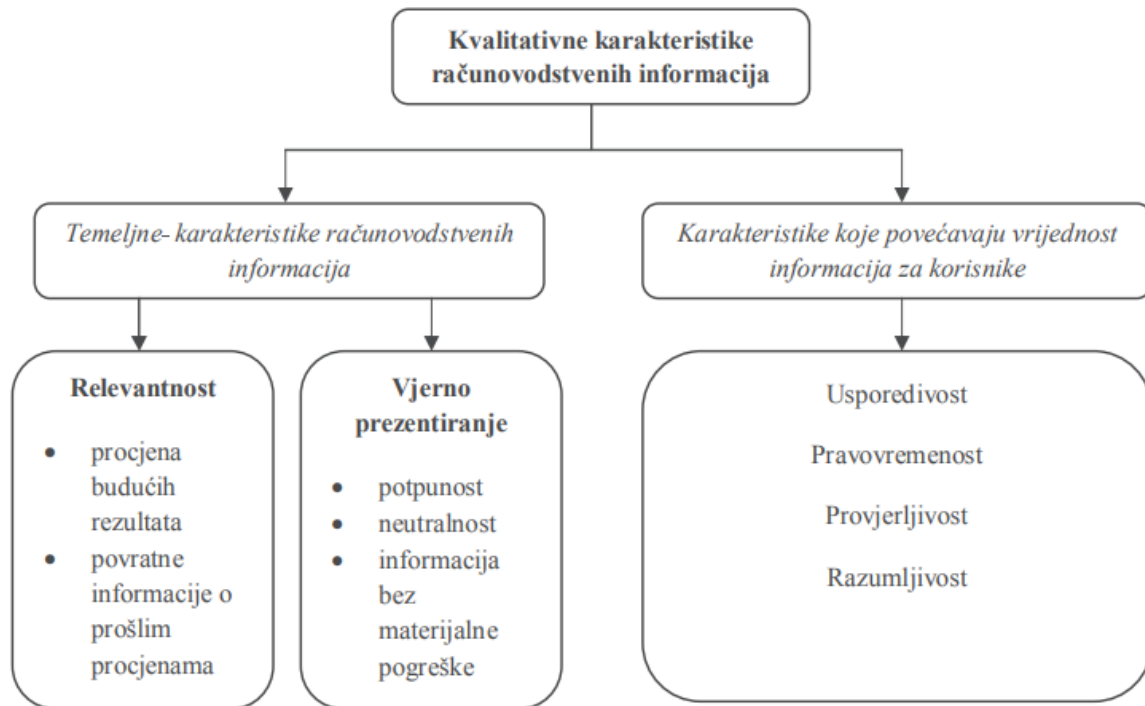 Kvalitativne karakteristike
računovodstvenih informacija
Temeljne- karakteristike računovodstvenih
informacija
Karakteristike koje povećavaju vrijednost
informacija za korisnike
Relevantnost
• procjena
budućih
rezultata
• povratne
informacije o
prošlim
procjenama
Vjerno
prezentiranje
• potpunost
• neutralnost
• informacija
bez
materijalne
pogreške
Usporedivost
Pravovremenost
Provjerljivost
Razumljivost